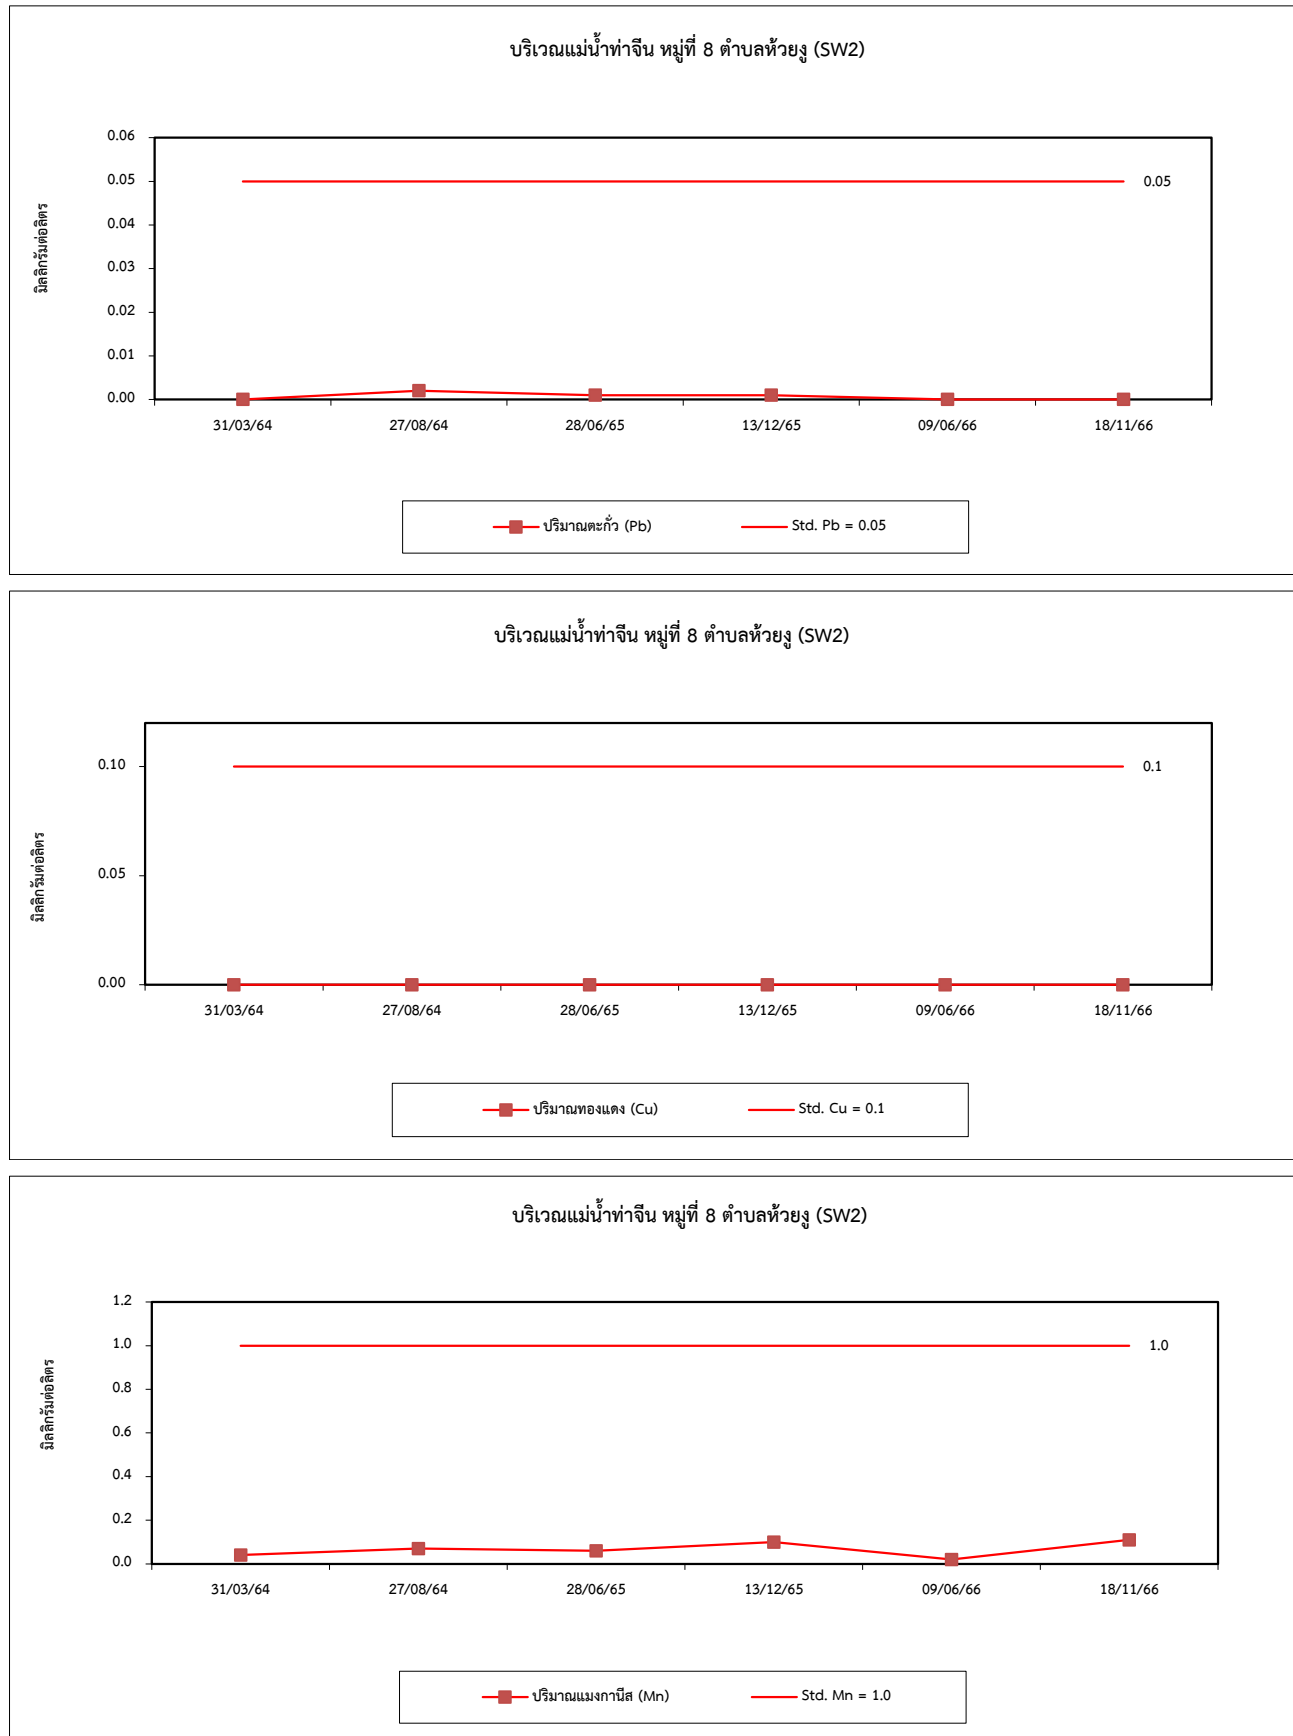 บริเวณแม่น้ำท่าจีน หมู่ที่ 8 ตำบลห้วยงู (SW2)
มิลลิกรัมต่อลิตร
0.06
0.05
0.04
0.03
0.02
0.01
0.00
0.05
31/03/64 27/08/64 28/06/65 13/12/65 09/06/66 18/11/66
ปริมาณตะกั่ว (Pb) Std. Pb = 0.05
บริเวณแม่น้ำท่าจีน หมู่ที่ 8 ตำบลห้วยงู (SW2)
มิลลิกรัมต่อลิตร
0.10
0.05
0.00
0.1
31/03/64 27/08/64 28/06/65 13/12/65 09/06/66 18/11/66
ปริมาณทองแดง (Cu) Std. Cu = 0.1
บริเวณแม่น้ำท่าจีน หมู่ที่ 8 ตำบลห้วยงู (SW2)
มิลลิกรัมต่อลิตร
1.2
1.0
0.8
0.6
0.4
0.2
0.0
1.0
31/03/64 27/08/64 28/06/65 13/12/65 09/06/66 18/11/66
ปริมาณแมงกานีส (Mn) Std. Mn = 1.0